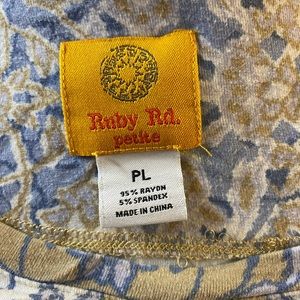 Ruby Rd.
petite
PL
95% RAYON
5% SPANDEX
MADE IN CHINA